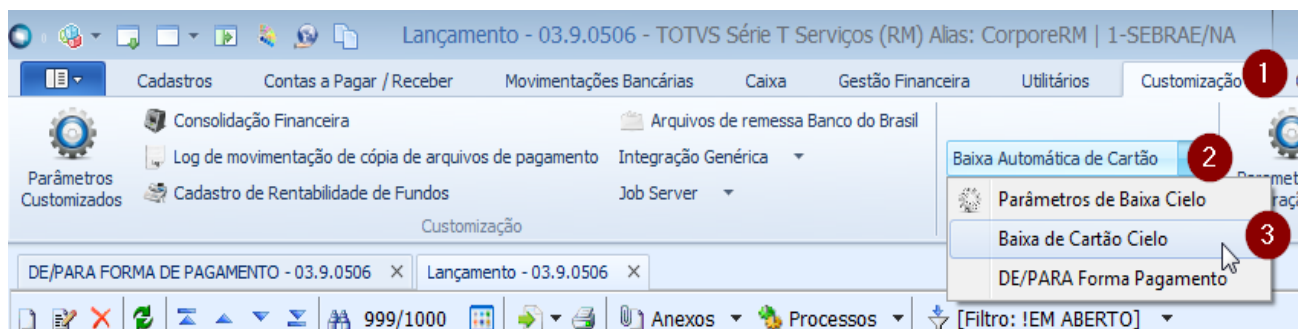 Lançamento - 03.9.0506 - TOTVS Série T Serviços (RM) Alias: CorporeRM | 1-SEBRAE/NA
Cadastros Contas a Pagar / Receber Movimentações Bancárias Caixa Gestão Financeira Utilitários Customização 1
Consolidação Financeira Arquivos de remessa Banco do Brasil
Log de movimentação de cópia de arquivos de pagamento Integração Genérica Baixa Automática de Cartão 2
Parâmetros Customizados
Cadastro de Rentabilidade de Fundos Job Server Parâmetros de Baixa Cielo
Customização Baixa de Cartão Cielo 3
DE/PARA FORMA DE PAGAMENTO - 03.9.0506 Lançamento - 03.9.0506 DE/PARA Forma Pagamento
999/1000 Anexos Processos [Filtro: !EM ABERTO]